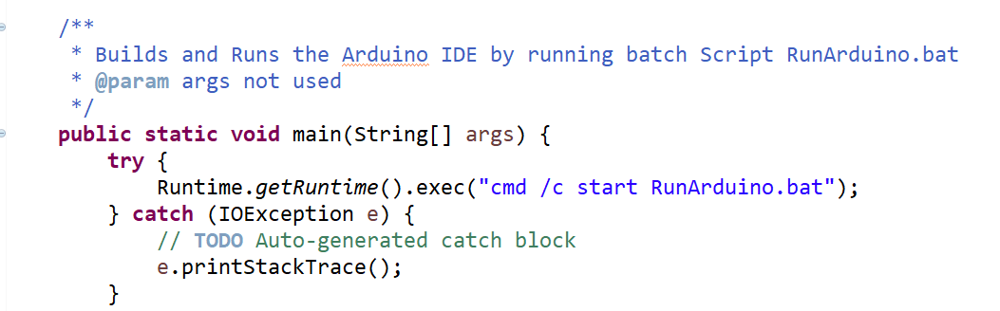 /**
 * Builds and Runs the Arduino IDE by running batch Script RunArduino.bat
 * @param args not used
 */
public static void main(String[] args) {
    try {
        Runtime.getRuntime().exec("cmd /c start RunArduino.bat");
    } catch (IOException e) {
        // TODO Auto-generated catch block
        e.printStackTrace();
    }